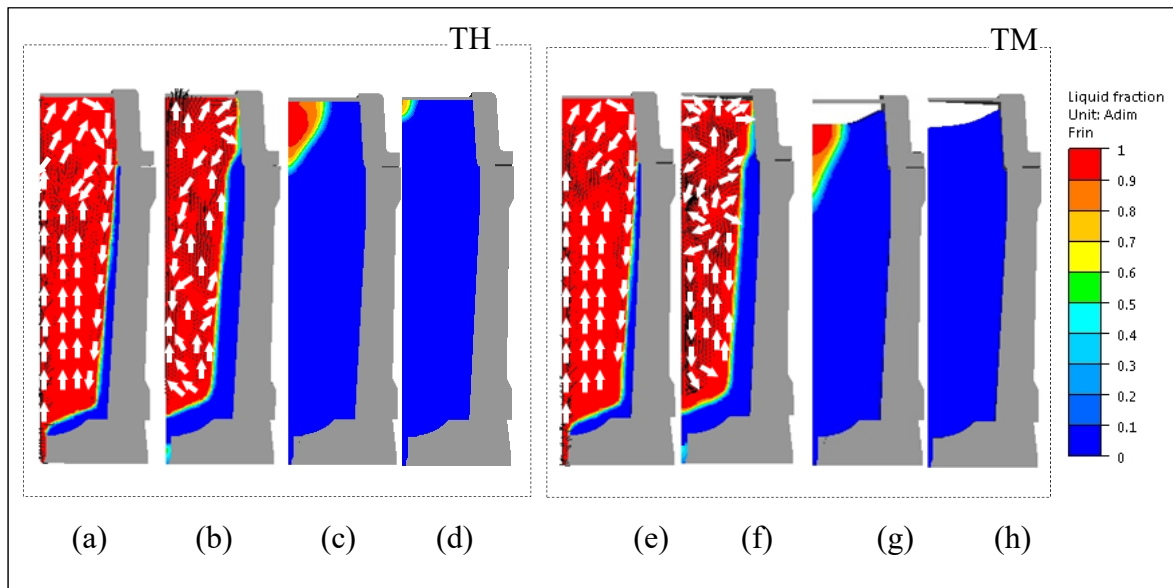 TH
TM
Liquid fraction
Unit: Adim
Frin
1
0.9
0.8
0.7
0.6
0.5
0.4
0.3
0.2
0.1
0
(a) (b) (c) (d) (e) (f) (g) (h)